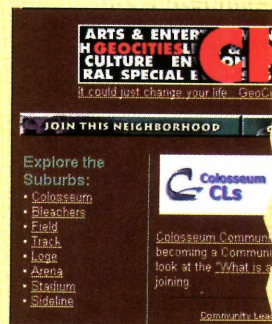 ARTS & ENTER
H GEOCITIES &
CULTURE EN
RAL SPECIAL E
It could just change your life. GeoCi
JOIN THIS NEIGHBORHOOD
Explore the
Suburbs:
• Colosseum
• Bleachers
• Field
• Track
• Loge
• Arena
• Stadium
• Sideline
Colosseum
CLs
Colosseum Commun
becoming a Communi
look at the "What is a
joining.
Community Lea